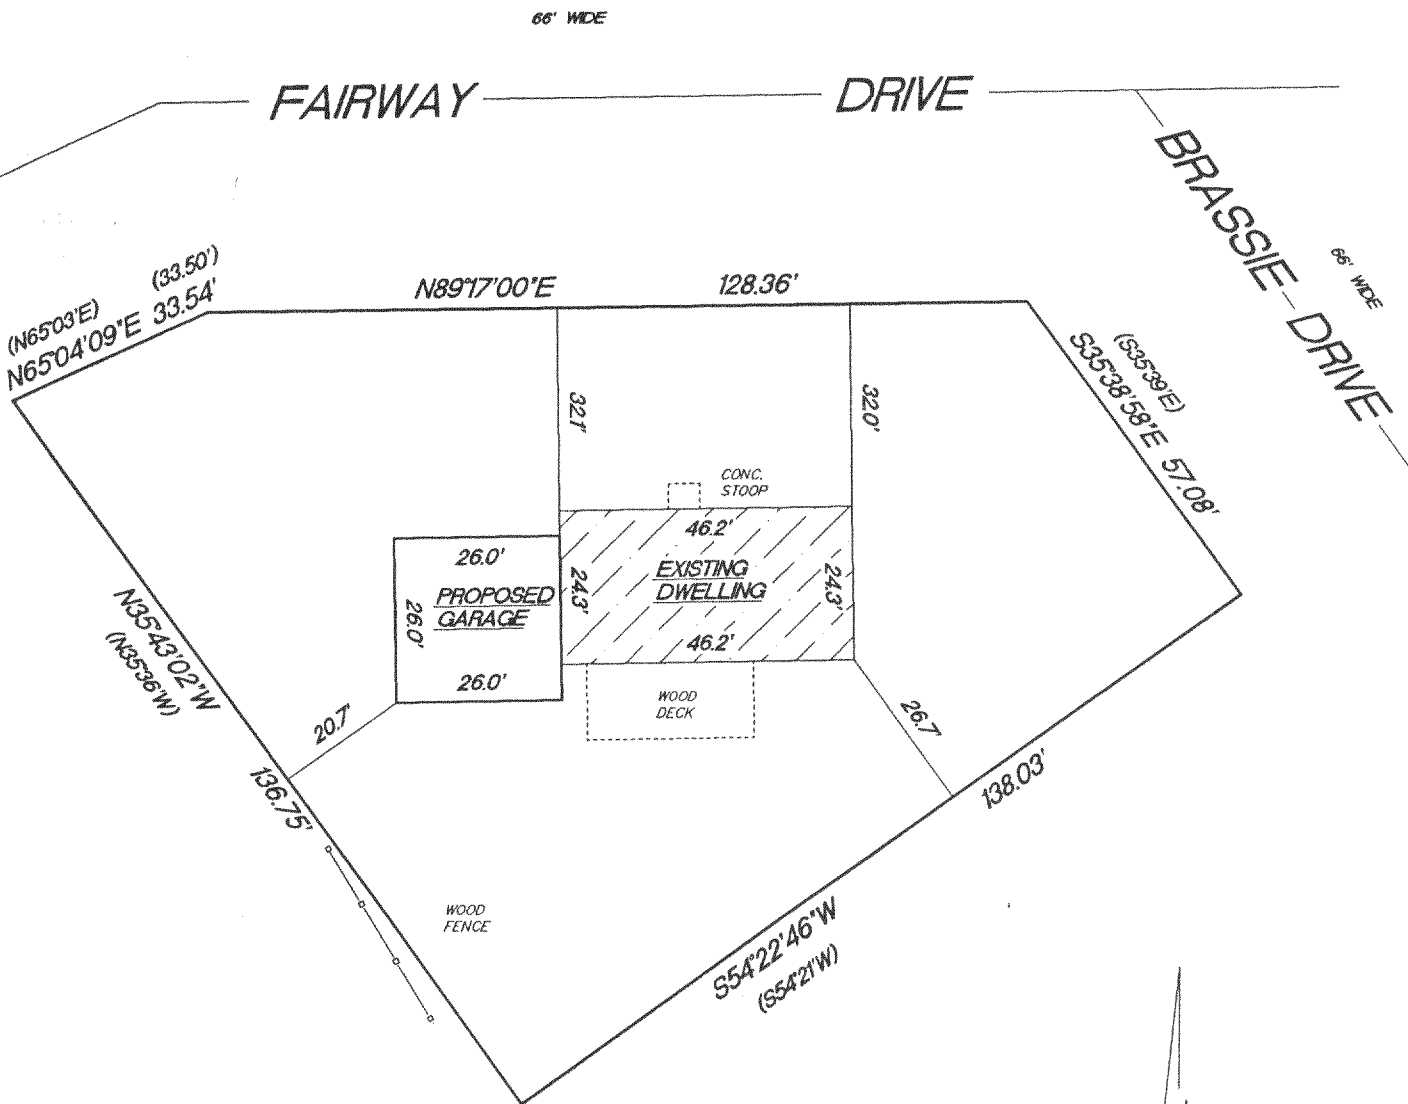 66' WIDE
FAIRWAY DRIVE
BRASSIE DRIVE
66' WIDE
(N65°03'E) (33.50')
N65°04'09"E 33.54'
N89°17'00"E 128.36'
(S35°39'E)
S35°38'58"E 57.08'
32.1'
32.0'
CONC.
STOOP
46.2'
EXISTING
DWELLING
24.3'
24.3'
46.2'
26.0'
PROPOSED
GARAGE
26.0'
26.0'
WOOD
DECK
N35°43'02"W
(N35°36'W)
20.7'
136.75'
26.7'
138.03'
WOOD
FENCE
S54°22'46"W
(S54°21'W)